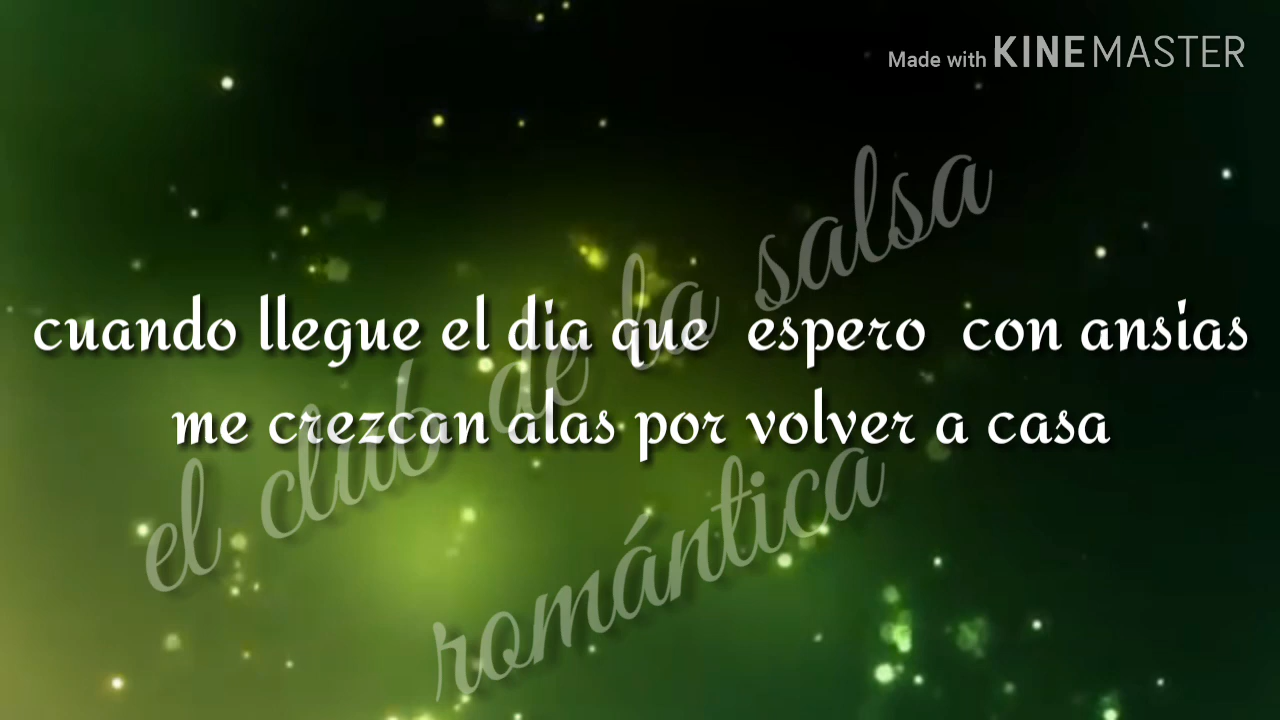 Made with KINEMASTER
cuando llegue el dia que espero con ansias
me crezcan alas por volver a casa
el club de la salsa
romántica